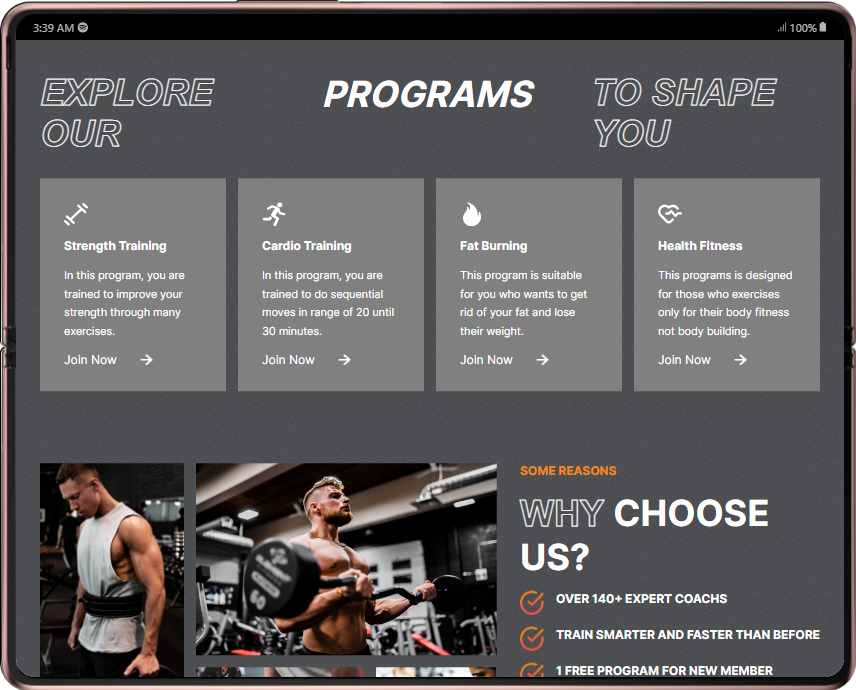 3:39 AM
100%
EXPLORE OUR
PROGRAMS
TO SHAPE YOU
Strength Training
In this program, you are
trained to improve your
strength through many
exercises.
Join Now
Cardio Training
In this program, you are
trained to do sequential
moves in range of 20 until
30 minutes.
Join Now
Fat Burning
This program is suitable
for you who wants to get
rid of your fat and lose
their weight.
Join Now
Health Fitness
This programs is designed
for those who exercises
only for their body fitness
not body building.
Join Now
60
SOME REASONS
WHY CHOOSE
US?
OVER 140+ EXPERT COACHS
TRAIN SMARTER AND FASTER THAN BEFORE
1 FREE PROGRAM FOR NEW MEMBER